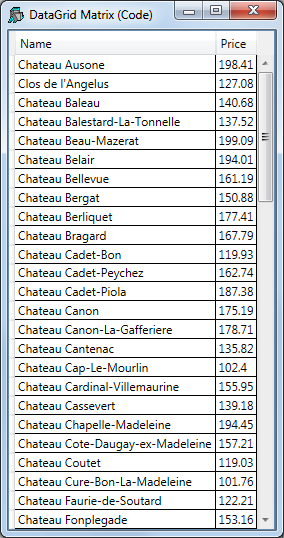 DataGrid Matrix (Code)
Name Price
Chateau Ausone 198.41
Clos de l'Angelus 127.08
Chateau Baleau 140.68
Chateau Balestard-La-Tonnelle 137.52
Chateau Beau-Mazerat 199.09
Chateau Belair 194.01
Chateau Bellevue 161.19
Chateau Bergat 150.88
Chateau Berliquet 177.41
Chateau Bragard 167.79
Chateau Cadet-Bon 119.93
Chateau Cadet-Peychez 162.74
Chateau Cadet-Piola 187.38
Chateau Canon 175.19
Chateau Canon-La-Gafferiere 178.71
Chateau Cantenac 135.82
Chateau Cap-Le-Mourlin 102.4
Chateau Cardinal-Villemaurine 155.95
Chateau Cassevert 139.18
Chateau Chapelle-Madeleine 194.45
Chateau Cote-Daugay-ex-Madeleine 157.21
Chateau Coutet 119.03
Chateau Cure-Bon-La-Madeleine 101.76
Chateau Faurie-de-Soutard 122.21
Chateau Fonplegade 153.16